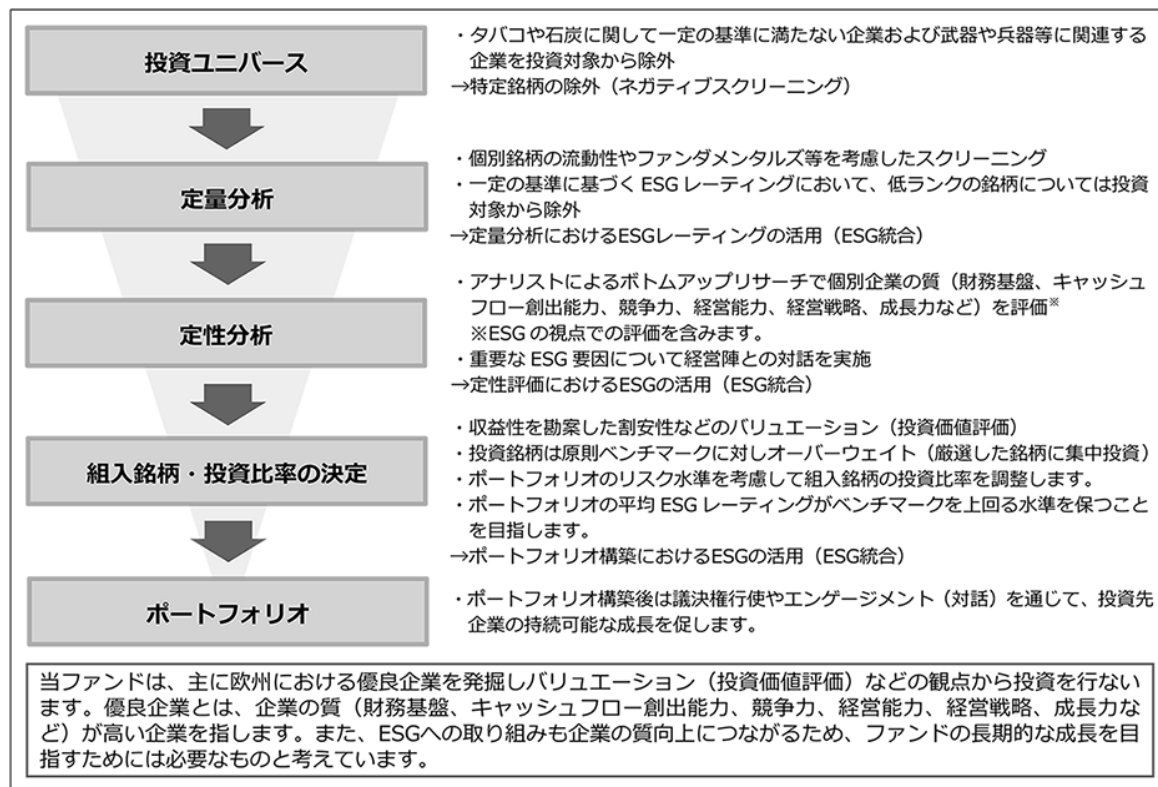 投資ユニバース
・タバコや石炭に関して一定の基準に満たない企業および武器や兵器等に関連する
企業を投資対象から除外
→特定銘柄の除外（ネガティブスクリーニング）
定量分析
・個別銘柄の流動性やファンダメンタルズ等を考慮したスクリーニング
・一定の基準に基づく ESG レーティングにおいて、低ランクの銘柄については投資
対象から除外
→定量分析におけるESGレーティングの活用（ESG統合）
定性分析
・アナリストによるボトムアップリサーチで個別企業の質（財務基盤、キャッシュ
フロー創出能力、競争力、経営能力、経営戦略、成長力など）を評価※
※ESG の視点での評価を含みます。
・重要な ESG 要因について経営陣との対話を実施
→定性評価におけるESGの活用（ESG統合）
組入銘柄・投資比率の決定
・収益性を勘案した割安性などのバリュエーション（投資価値評価）
・投資銘柄は原則ベンチマークに対しオーバーウェイト（厳選した銘柄に集中投資）
・ポートフォリオのリスク水準を考慮して組入銘柄の投資比率を調整します。
・ポートフォリオの平均 ESG レーティングがベンチマークを上回る水準を保つこと
を目指します。
→ポートフォリオ構築におけるESGの活用（ESG統合）
ポートフォリオ
・ポートフォリオ構築後は議決権行使やエンゲージメント（対話）を通じて、投資先
企業の持続可能な成長を促します。
当ファンドは、主に欧州における優良企業を発掘しバリュエーション（投資価値評価）などの観点から投資を行ない
ます。優良企業とは、企業の質（財務基盤、キャッシュフロー創出能力、競争力、経営能力、経営戦略、成長力な
ど）が高い企業を指します。また、ESGへの取り組みも企業の質向上につながるため、ファンドの長期的な成長を目
指すためには必要なものと考えています。